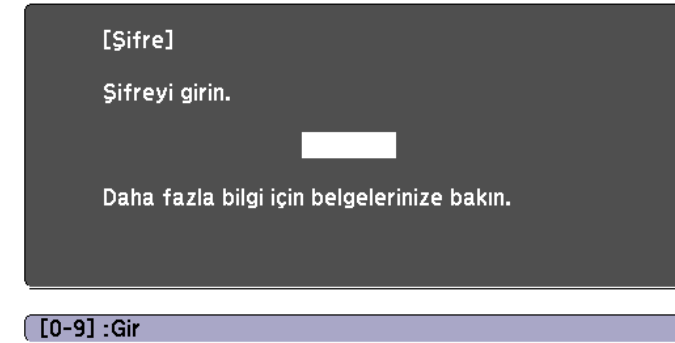 [Şifre]
Şifreyi girin.
Daha fazla bilgi için belgelerinize bakın.
[0-9] :Gir